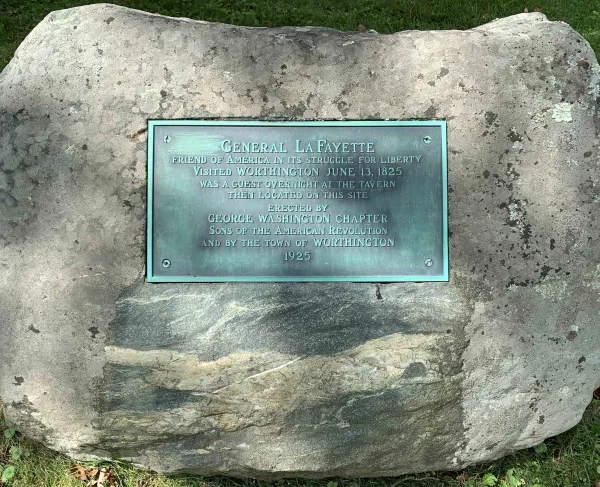 General LaFayette
Friend of America in its struggle for liberty
Visited Worthington June 13, 1825
was a guest overnight at the tavern
then located on this site
Erected by
George Washington Chapter
Sons of the American Revolution
and by the town of Worthington
1925